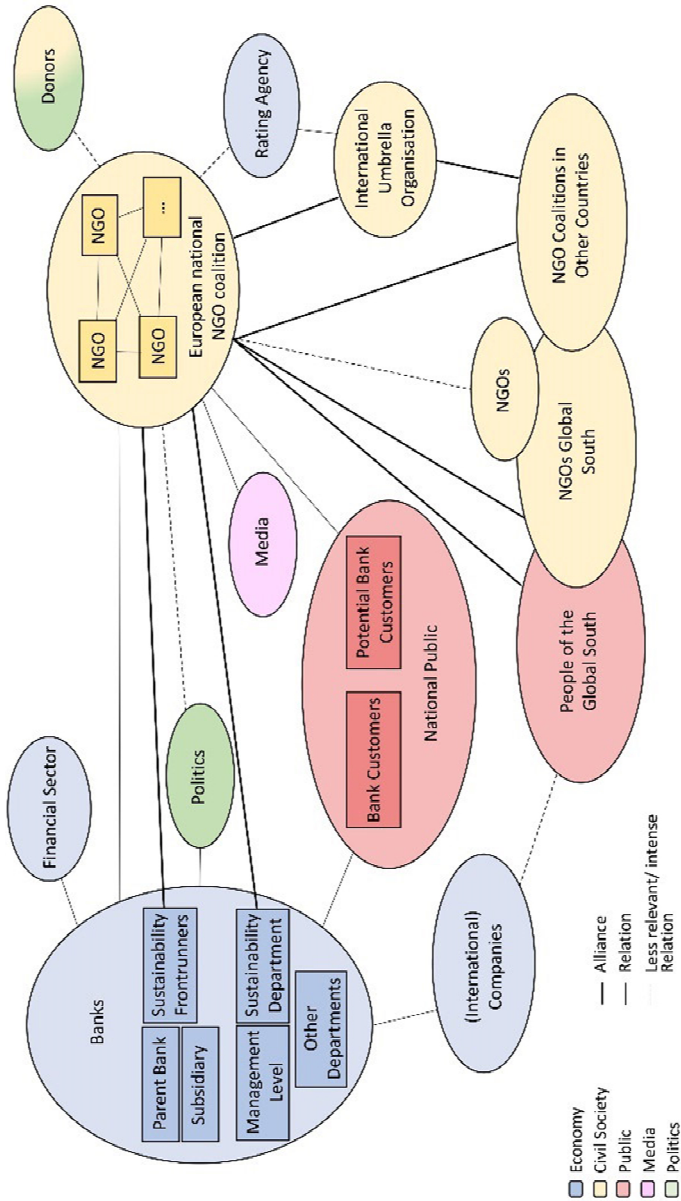 Financial Sector
Banks
Parent Bank
Sustainability
Frontrunners
Subsidiary
Management
Level
Sustainability
Department
Other
Departments
Politics
(International)
Companies
Bank Customers
Potential Bank
Customers
National Public
Media
Donors
NGO
NGO
NGO
...
European national
NGO coalition
Rating Agency
International
Umbrella
Organisation
NGO Coalitions in
Other Countries
NGOs
NGOs Global
South
People of the
Global South
Economy
Civil Society
Public
Media
Politics
Alliance
Relation
Less relevant/ intense
Relation